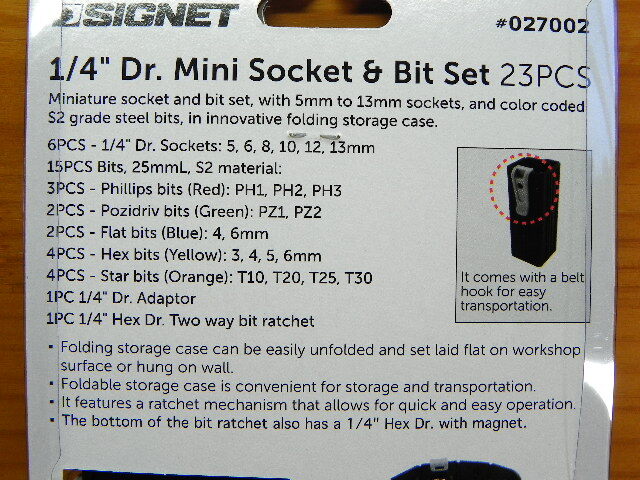 SIGNET
#027002
1/4" Dr. Mini Socket & Bit Set 23PCS
Miniature socket and bit set, with 5mm to 13mm sockets, and color coded
S2 grade steel bits, in innovative folding storage case.
6PCS - 1/4" Dr. Sockets: 5, 6, 8, 10, 12, 13mm
15PCS Bits, 25mmL, S2 material:
3PCS - Phillips bits (Red): PH1, PH2, PH3
2PCS - Pozidriv bits (Green): PZ1, PZ2
2PCS - Flat bits (Blue): 4, 6mm
4PCS - Hex bits (Yellow): 3, 4, 5, 6mm
4PCS - Star bits (Orange): T10, T20, T25, T30
1PC 1/4" Dr. Adaptor
1PC 1/4" Hex Dr. Two way bit ratchet
It comes with a belt
hook for easy
transportation.
• Folding storage case can be easily unfolded and set laid flat on workshop
surface or hung on wall.
• Foldable storage case is convenient for storage and transportation.
• It features a ratchet mechanism that allows for quick and easy operation.
• The bottom of the bit ratchet also has a 1/4" Hex Dr. with magnet.